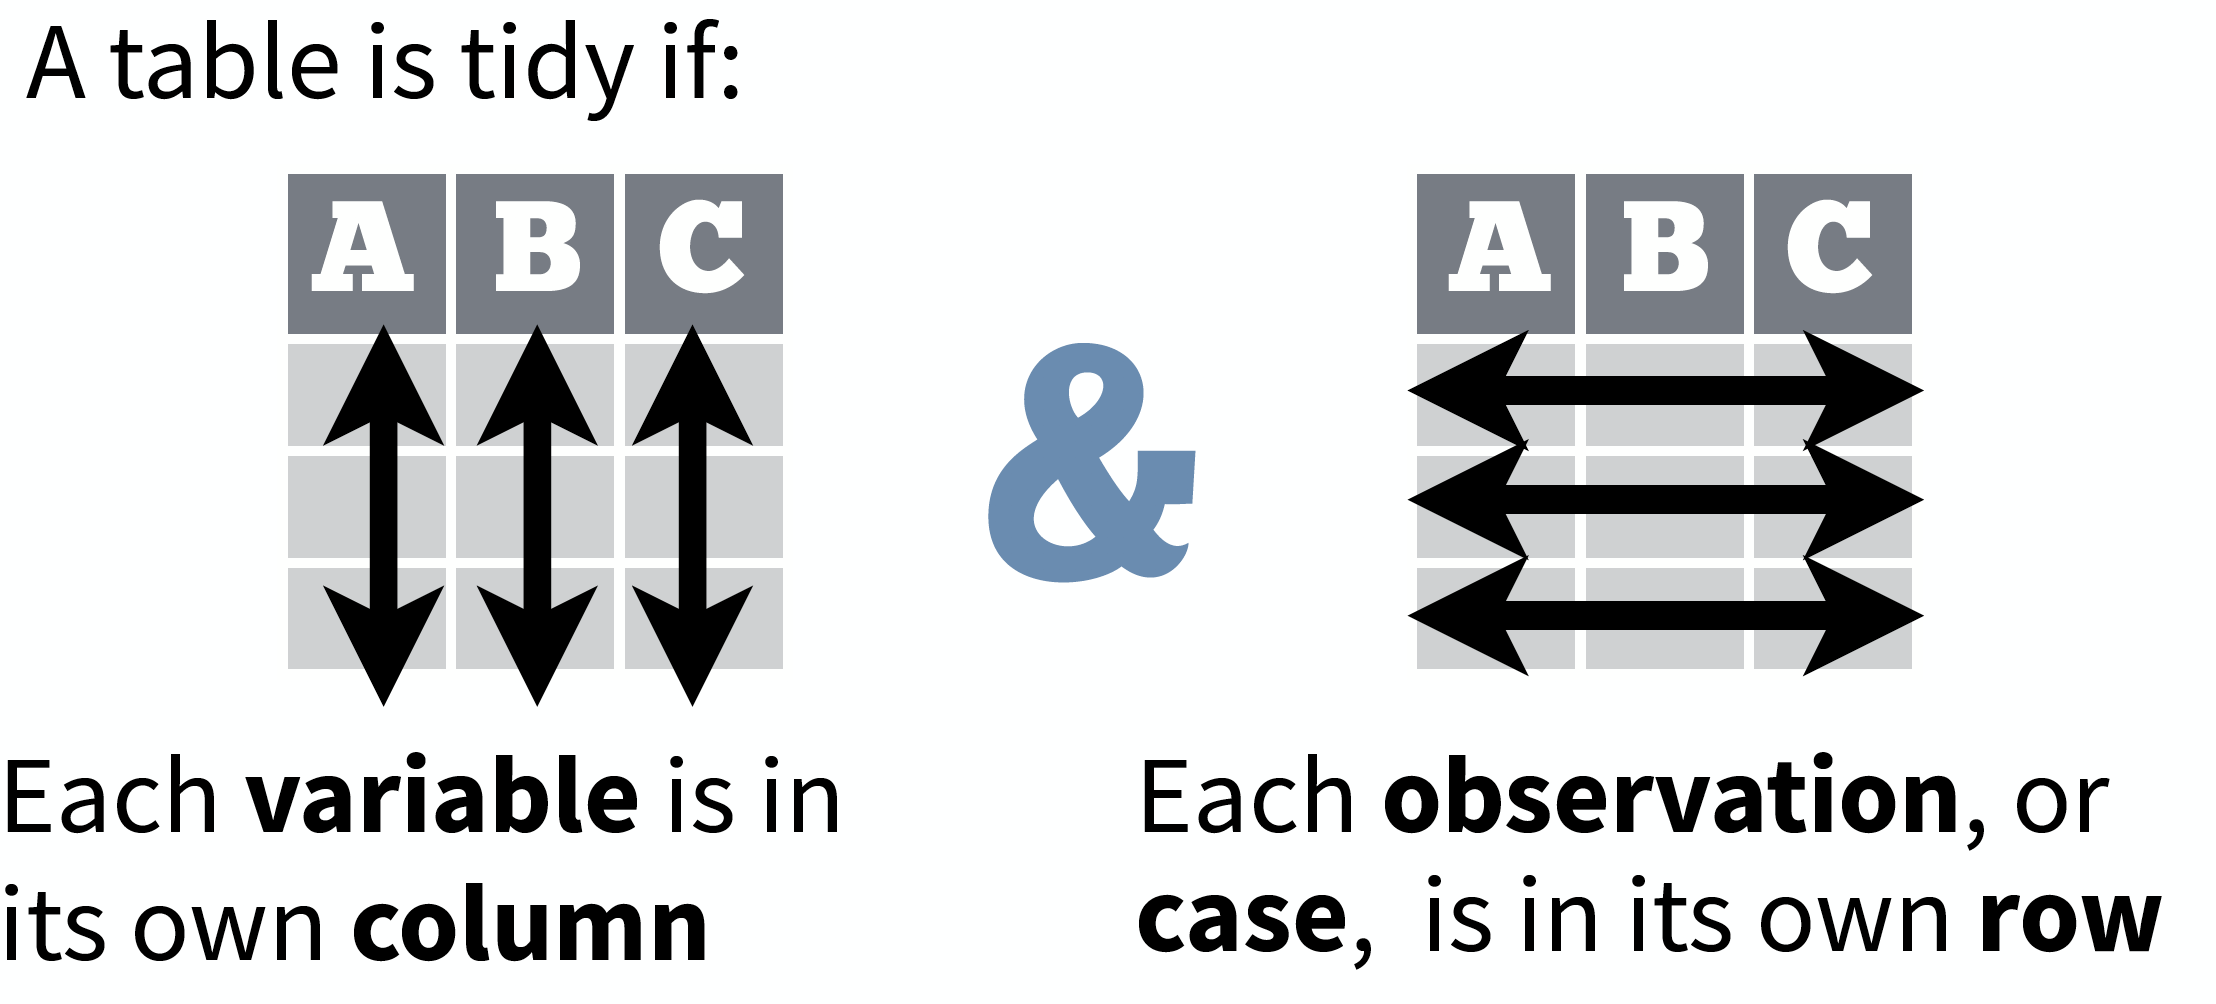 A table is tidy if:
A B C
&
A B C
Each variable is in
its own column
Each observation, or
case, is in its own row